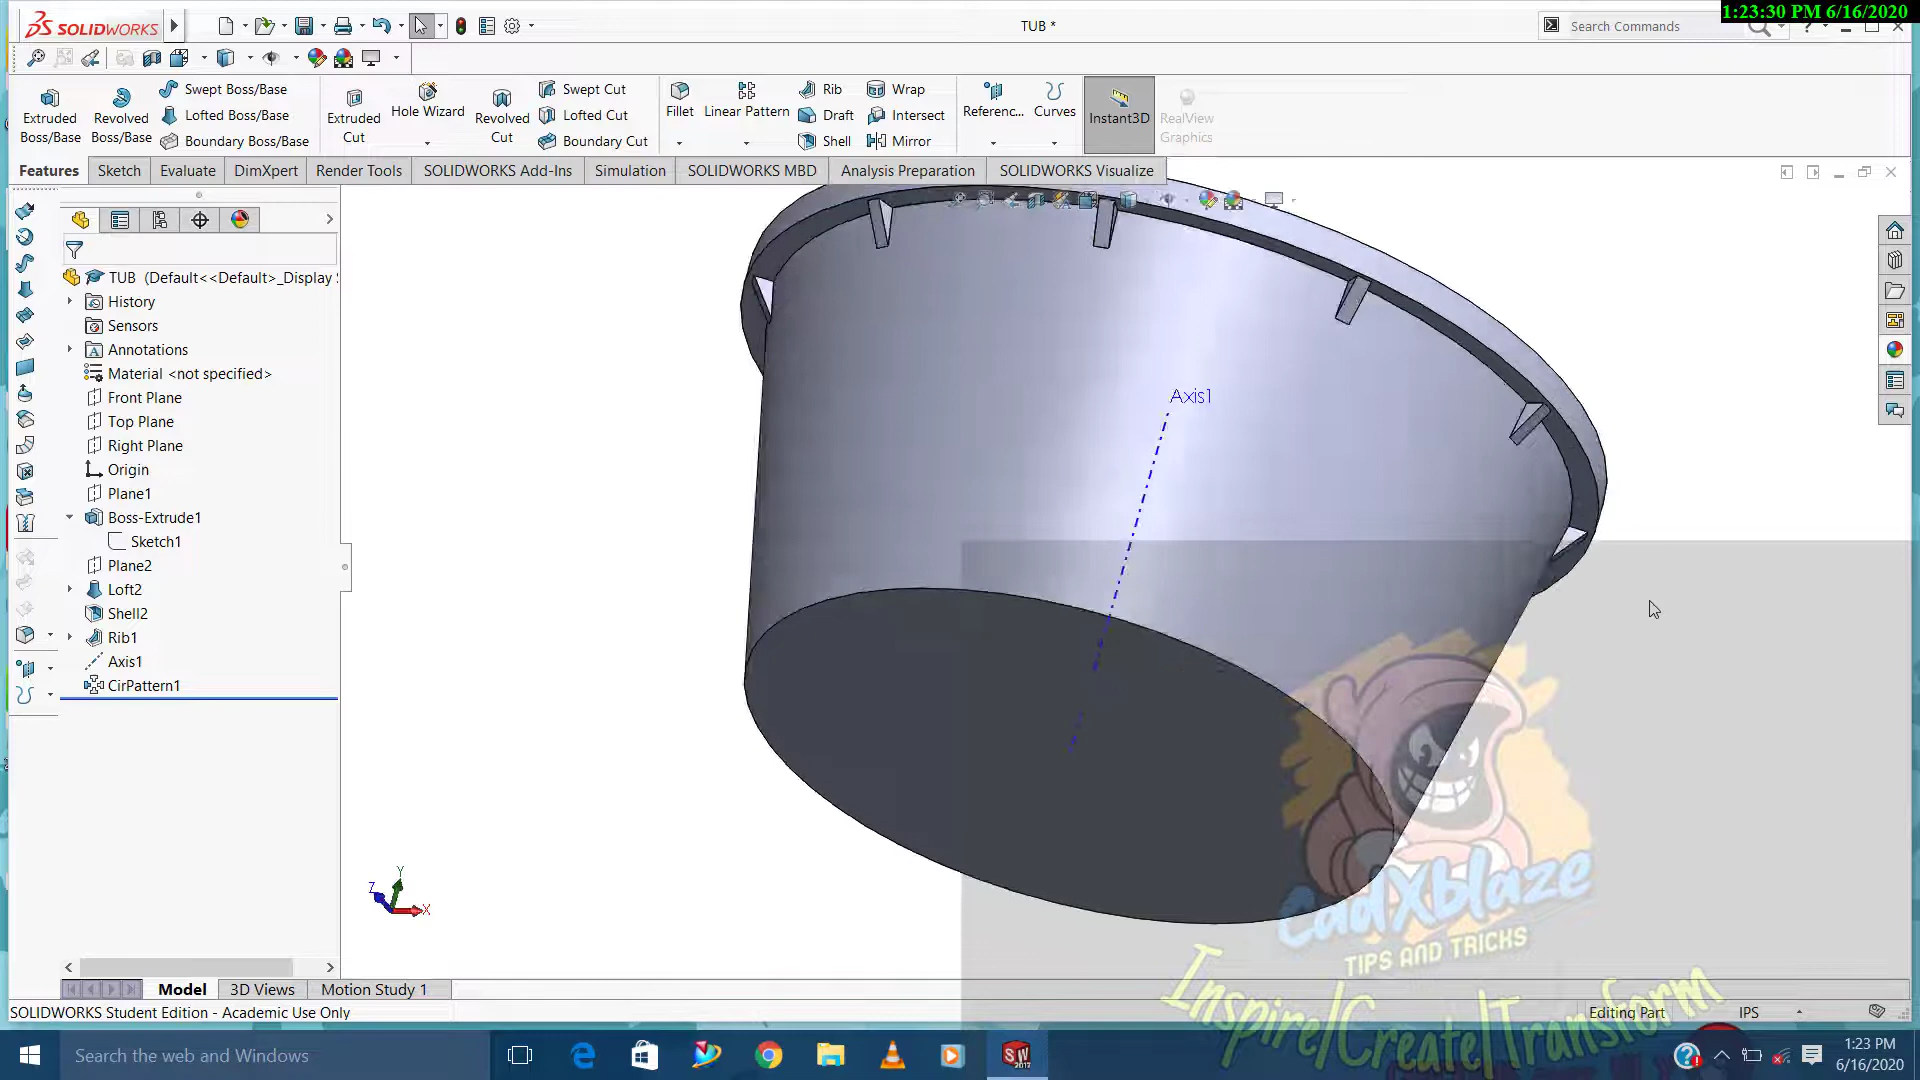 1:23:30 PM 6/16/2020
SOLIDWORKS
TUB *
Search Commands
Extruded Boss/Base
Revolved Boss/Base
Swept Boss/Base
Lofted Boss/Base
Boundary Boss/Base
Extruded Cut
Hole Wizard
Revolved Cut
Swept Cut
Lofted Cut
Boundary Cut
Fillet
Linear Pattern
Rib
Draft
Shell
Wrap
Intersect
Mirror
Referenc...
Curves
Instant3D
RealView Graphics
Features
Sketch
Evaluate
DimXpert
Render Tools
SOLIDWORKS Add-Ins
Simulation
SOLIDWORKS MBD
Analysis Preparation
SOLIDWORKS Visualize
TUB (Default<<Default>_Display
History
Sensors
Annotations
Material <not specified>
Front Plane
Top Plane
Right Plane
Origin
Plane1
Boss-Extrude1
Sketch1
Plane2
Loft2
Shell2
Rib1
Axis1
CirPattern1
Axis1
Y
Z
X
cadxblaze
TIPS AND TRICKS
Inspire/Create/Transform
Model
3D Views
Motion Study 1
SOLIDWORKS Student Edition - Academic Use Only
Editing Part
IPS
Search the web and Windows
SW
2017
1:23 PM
6/16/2020